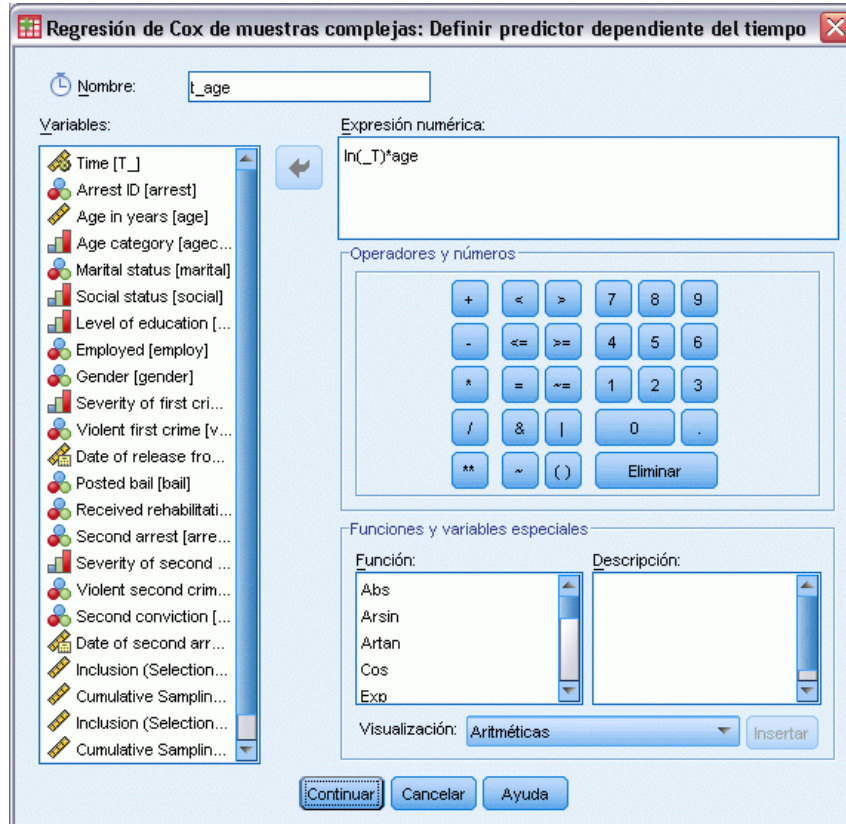 Regresión de Cox de muestras complejas: Definir predictor dependiente del tiempo
Nombre:
t_age
Variables:
Time [T_]
Arrest ID [arrest]
Age in years [age]
Age category [agec...
Marital status [marital]
Social status [social]
Level of education [...
Employed [employ]
Gender [gender]
Severity of first cri...
Violent first crime [v...
Date of release fro...
Posted bail [bail]
Received rehabilitati...
Second arrest [arre...
Severity of second ...
Violent second crim...
Second conviction [...
Date of second arr...
Inclusion (Selection...
Cumulative Samplin...
Inclusion (Selection...
Cumulative Samplin...
Expresión numérica:
ln(_T)*age
Operadores y números
+ < > 7 8 9
- <= >= 4 5 6
* = ~= 1 2 3
/ & | 0 .
** ~ ( ) Eliminar
Funciones y variables especiales
Función:
Abs
Arsin
Artan
Cos
Exp
Descripción:
Visualización: Aritméticas Insertar
Continuar Cancelar Ayuda